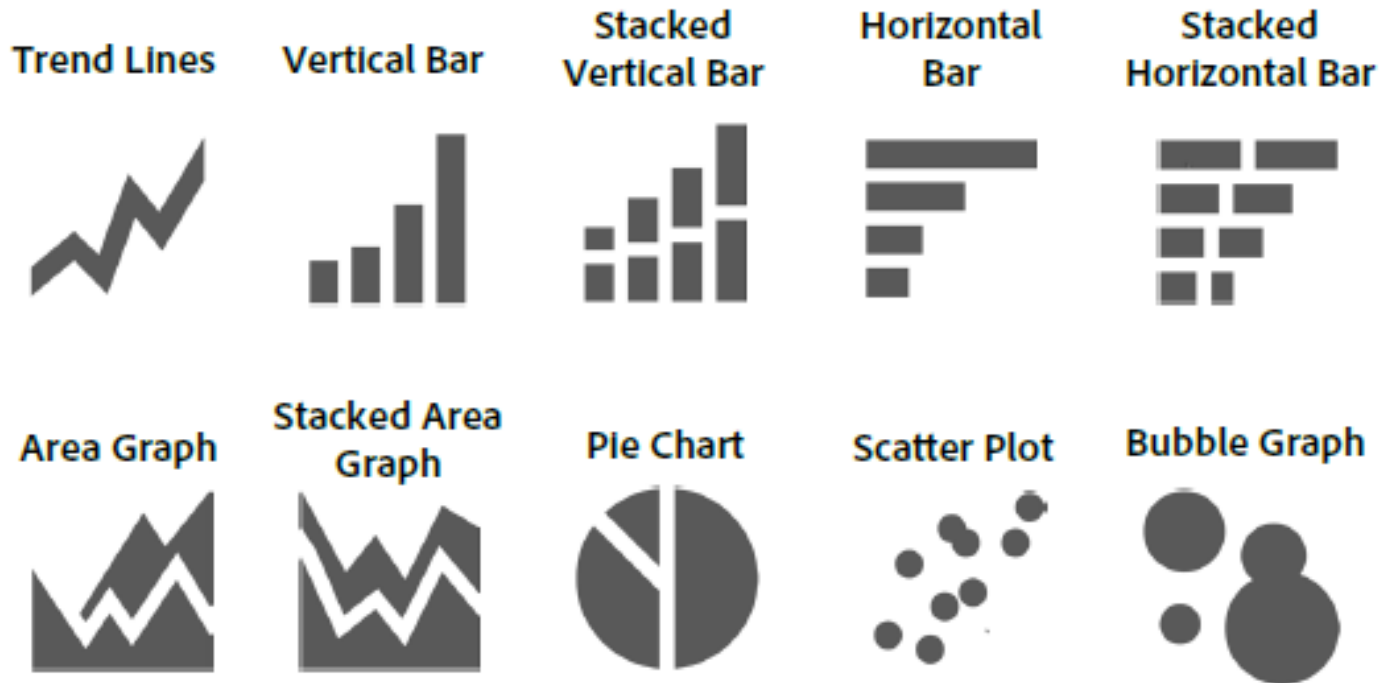 Trend Lines
Vertical Bar
Stacked
Vertical Bar
Horizontal
Bar
Stacked
Horizontal Bar
Area Graph
Stacked Area
Graph
Pie Chart
Scatter Plot
Bubble Graph